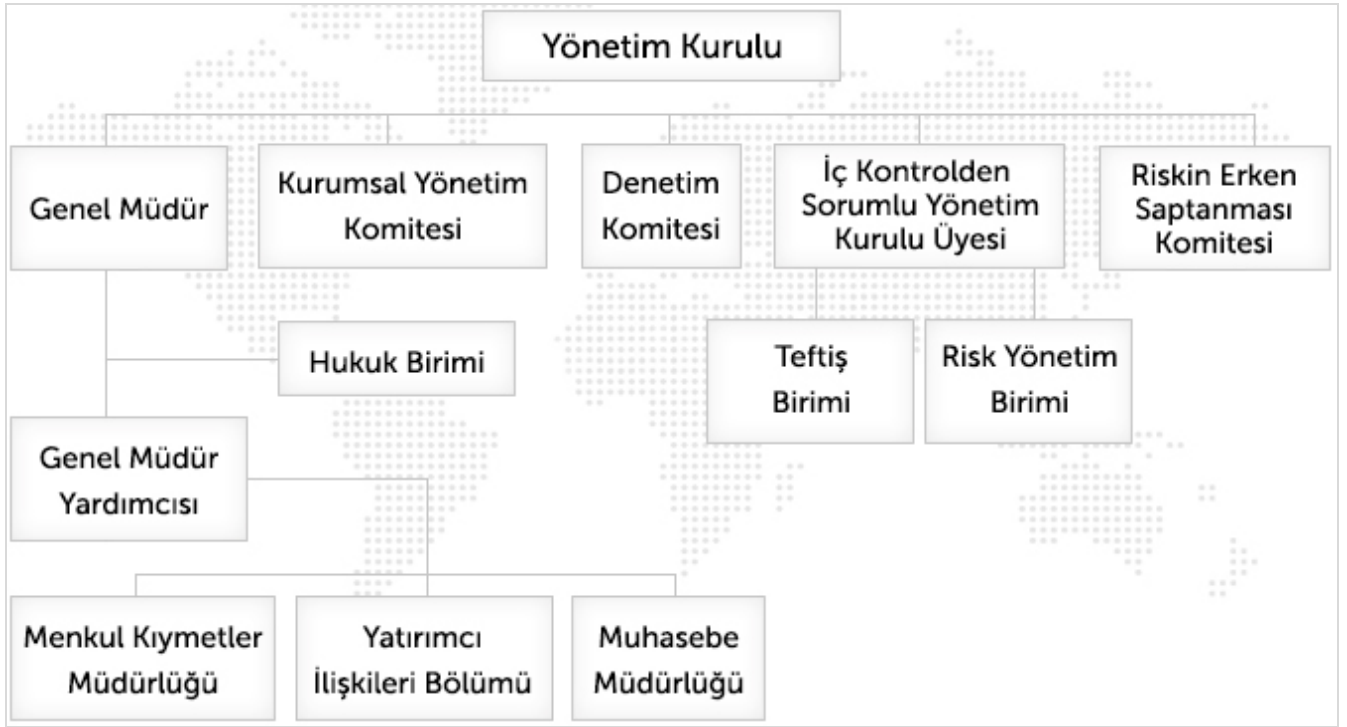 Yönetim Kurulu
Genel Müdür
Kurumsal Yönetim
Komitesi
Denetim
Komitesi
İç Kontrolden
Sorumlu Yönetim
Kurulu Üyesi
Riskin Erken
Saptanması
Komitesi
Hukuk Birimi
Teftiş
Birimi
Risk Yönetim
Birimi
Genel Müdür
Yardımcısı
Menkul Kıymetler
Müdürlüğü
Yatırımcı
İlişkileri Bölümü
Muhasebe
Müdürlüğü